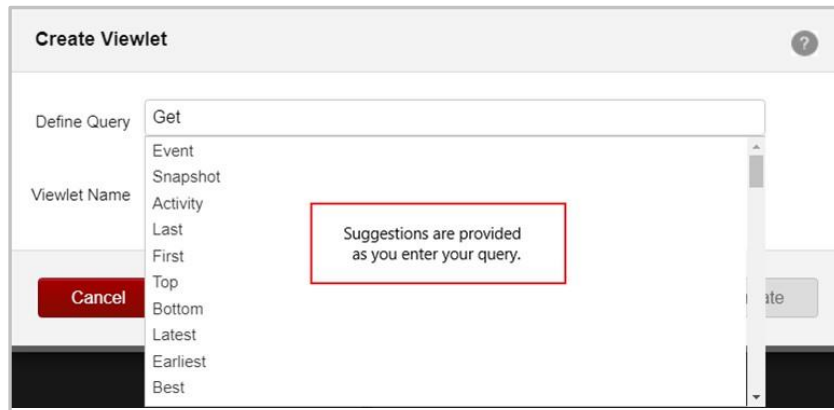 Create Viewlet
?
Define Query
Get
Event
Snapshot
Viewlet Name
Activity
Last
First
Top
Bottom
Latest
Earliest
Best
Suggestions are provided
as you enter your query.
Cancel
ate